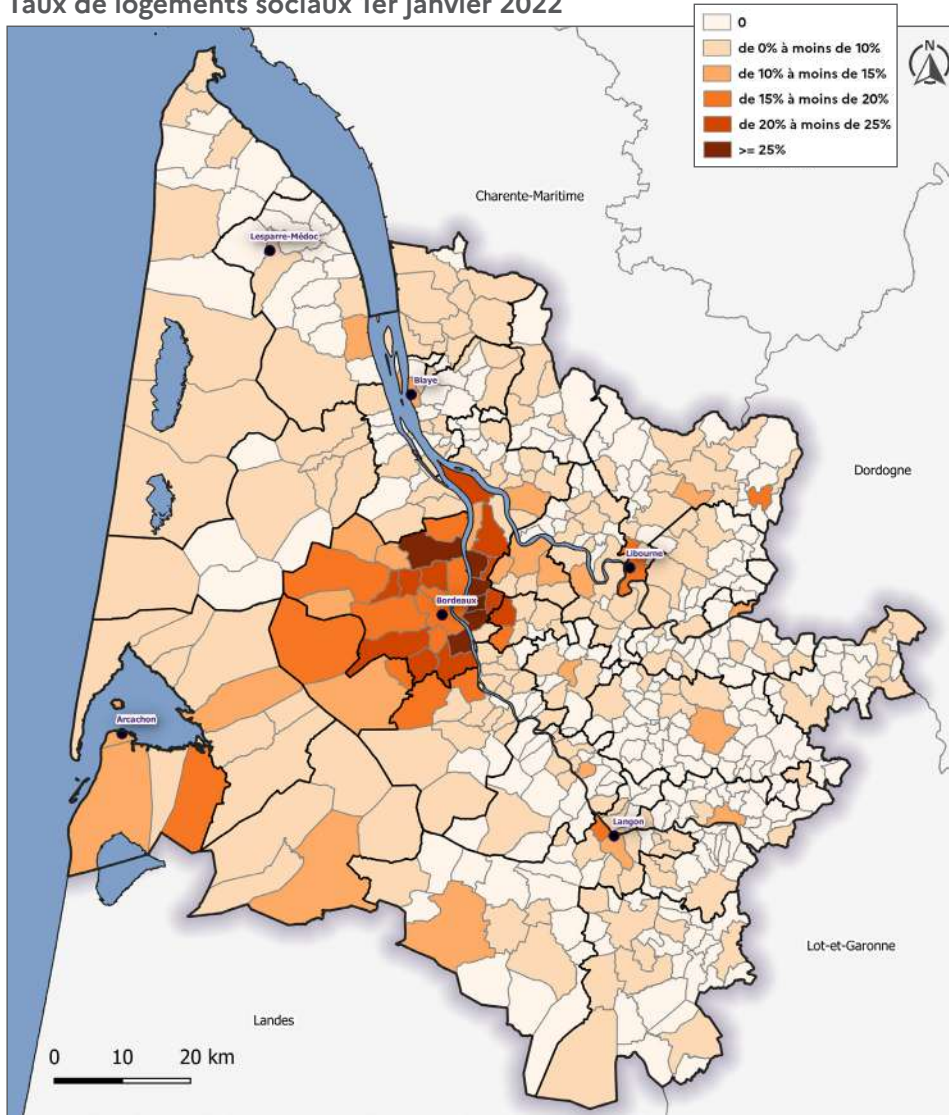 Taux de logements sociaux 1er janvier 2022
0
de 0% à moins de 10%
de 10% à moins de 15%
de 15% à moins de 20%
de 20% à moins de 25%
>= 25%
N
Charente-Maritime
Lesparre-Médoc
Blaye
Dordogne
Libourne
Bordeaux
Arcachon
Langon
Lot-et-Garonne
Landes
0 10 20 km